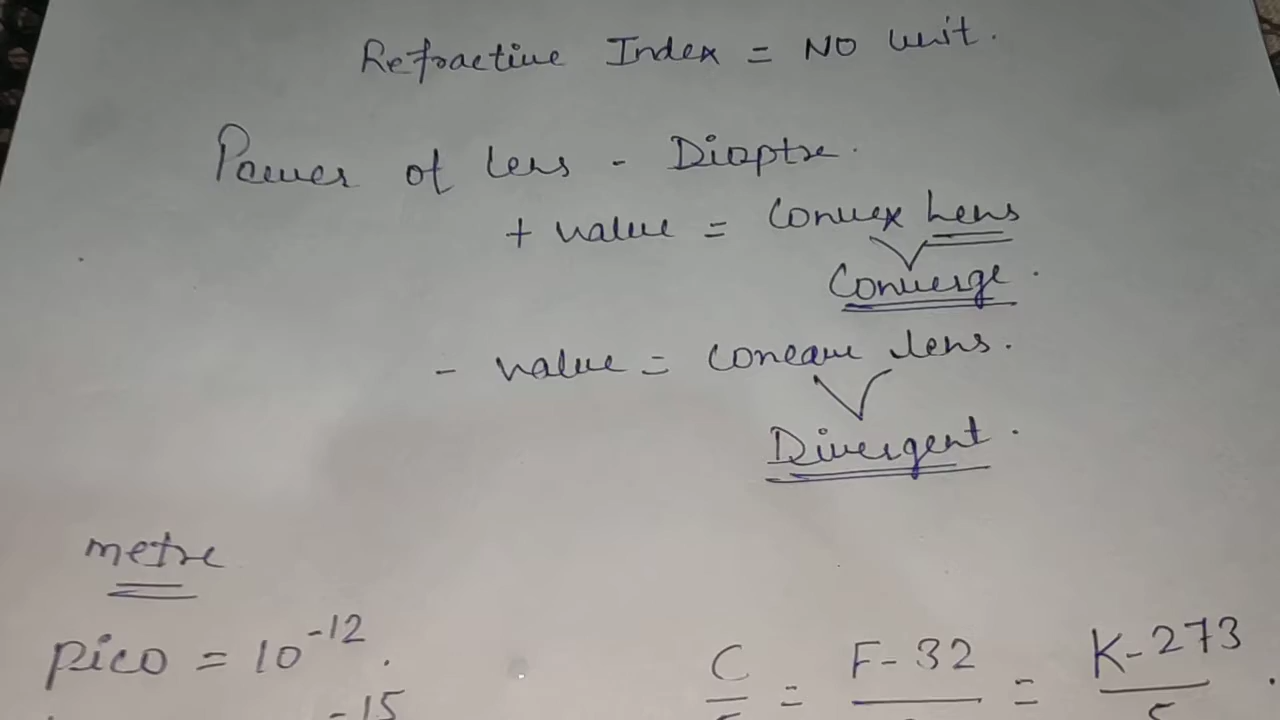 Refractive Index = NO Unit.
Power of lens - Dioptre.
+ value = Convex Lens
Converge.
- value = concave lens.
Divergent.
metre
pico = 10⁻¹²
C = F-32 = K-273
-15